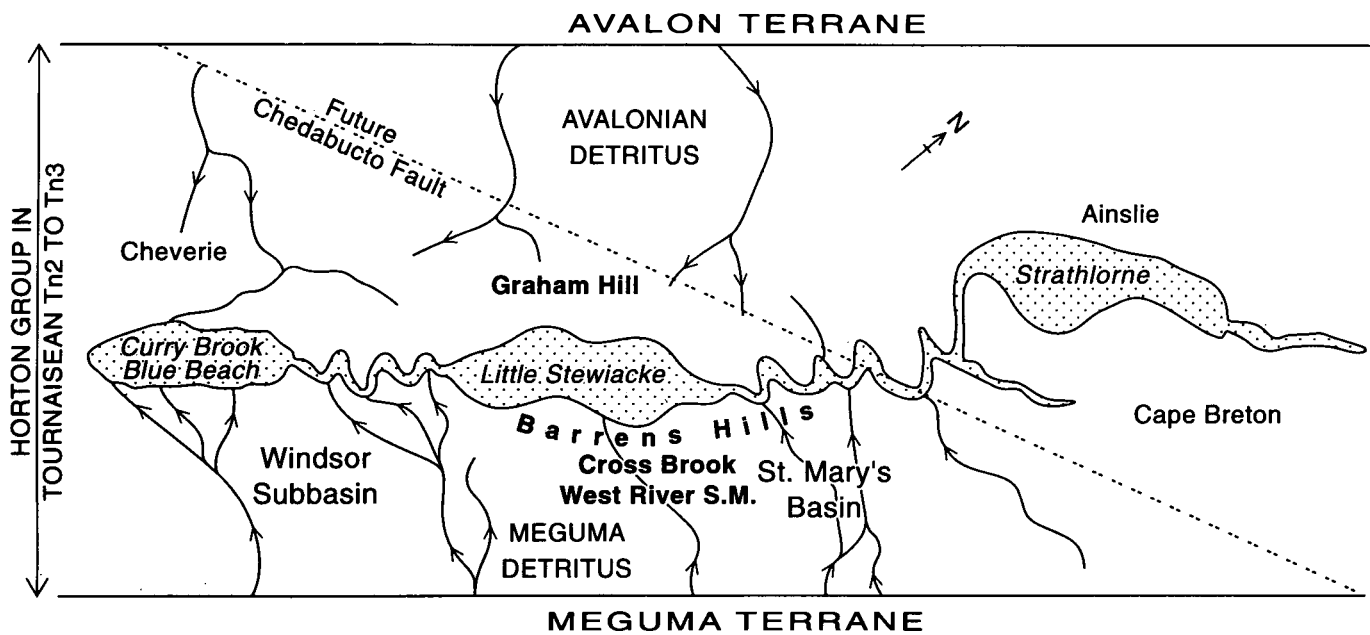 AVALON TERRANE
HORTON GROUP IN
TOURNAISEAN Tn2 TO Tn3
Future
Chedabucto Fault
AVALONIAN
DETRITUS
N
Ainslie
Cheverie
Strathlorne
Graham Hill
Curry Brook
Blue Beach
Little Stewiacke
Barrens Hills
Cape Breton
Windsor
Subbasin
Cross Brook
West River S.M.
St. Mary's
Basin
MEGUMA
DETRITUS
MEGUMA TERRANE